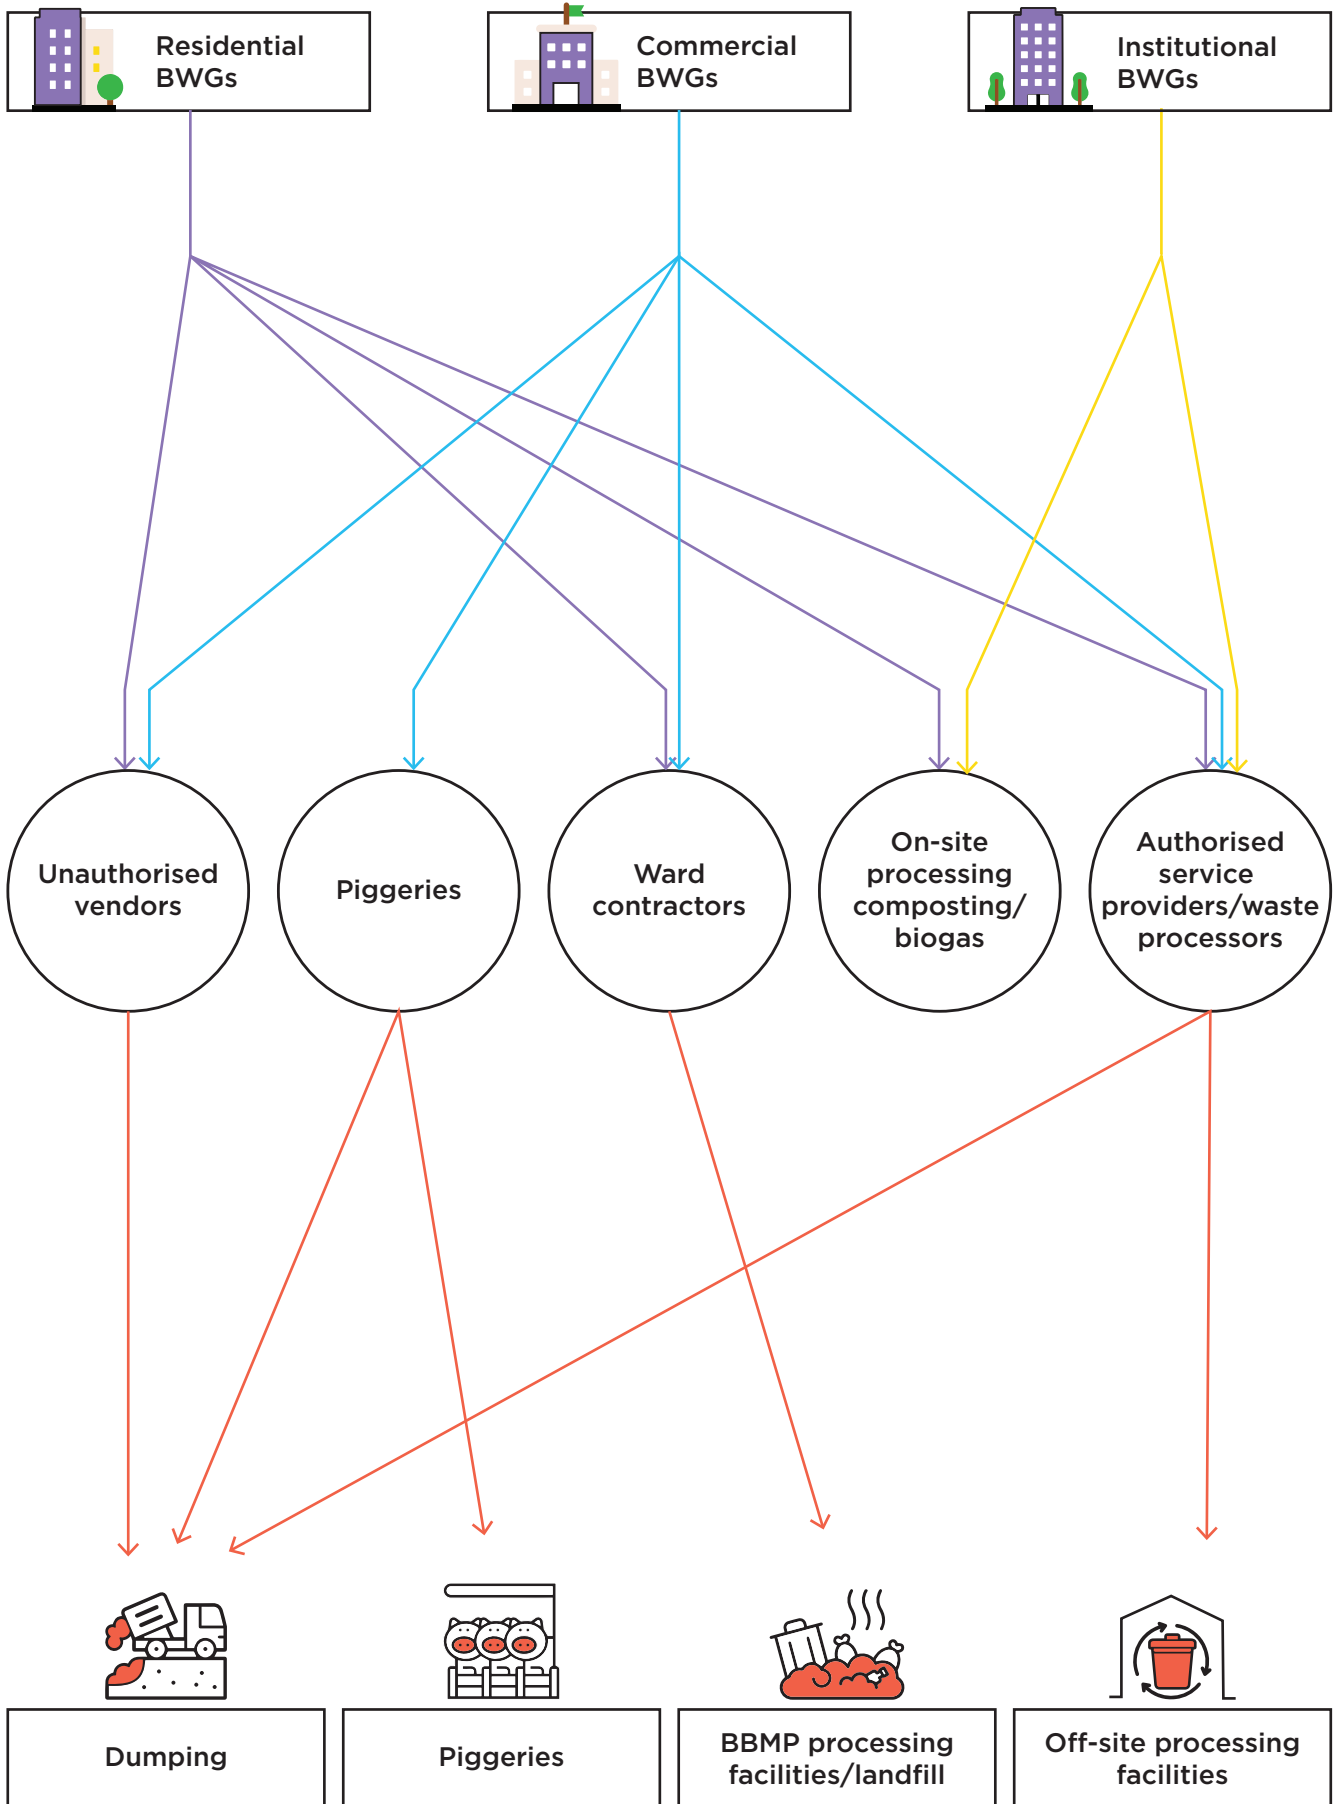 Residential
BWGs
Commercial
BWGs
Institutional
BWGs
Unauthorised
vendors
Piggeries
Ward
contractors
On-site
processing
composting/
biogas
Authorised
service
providers/waste
processors
Dumping
Piggeries
BBMP processing
facilities/landfill
Off-site processing
facilities